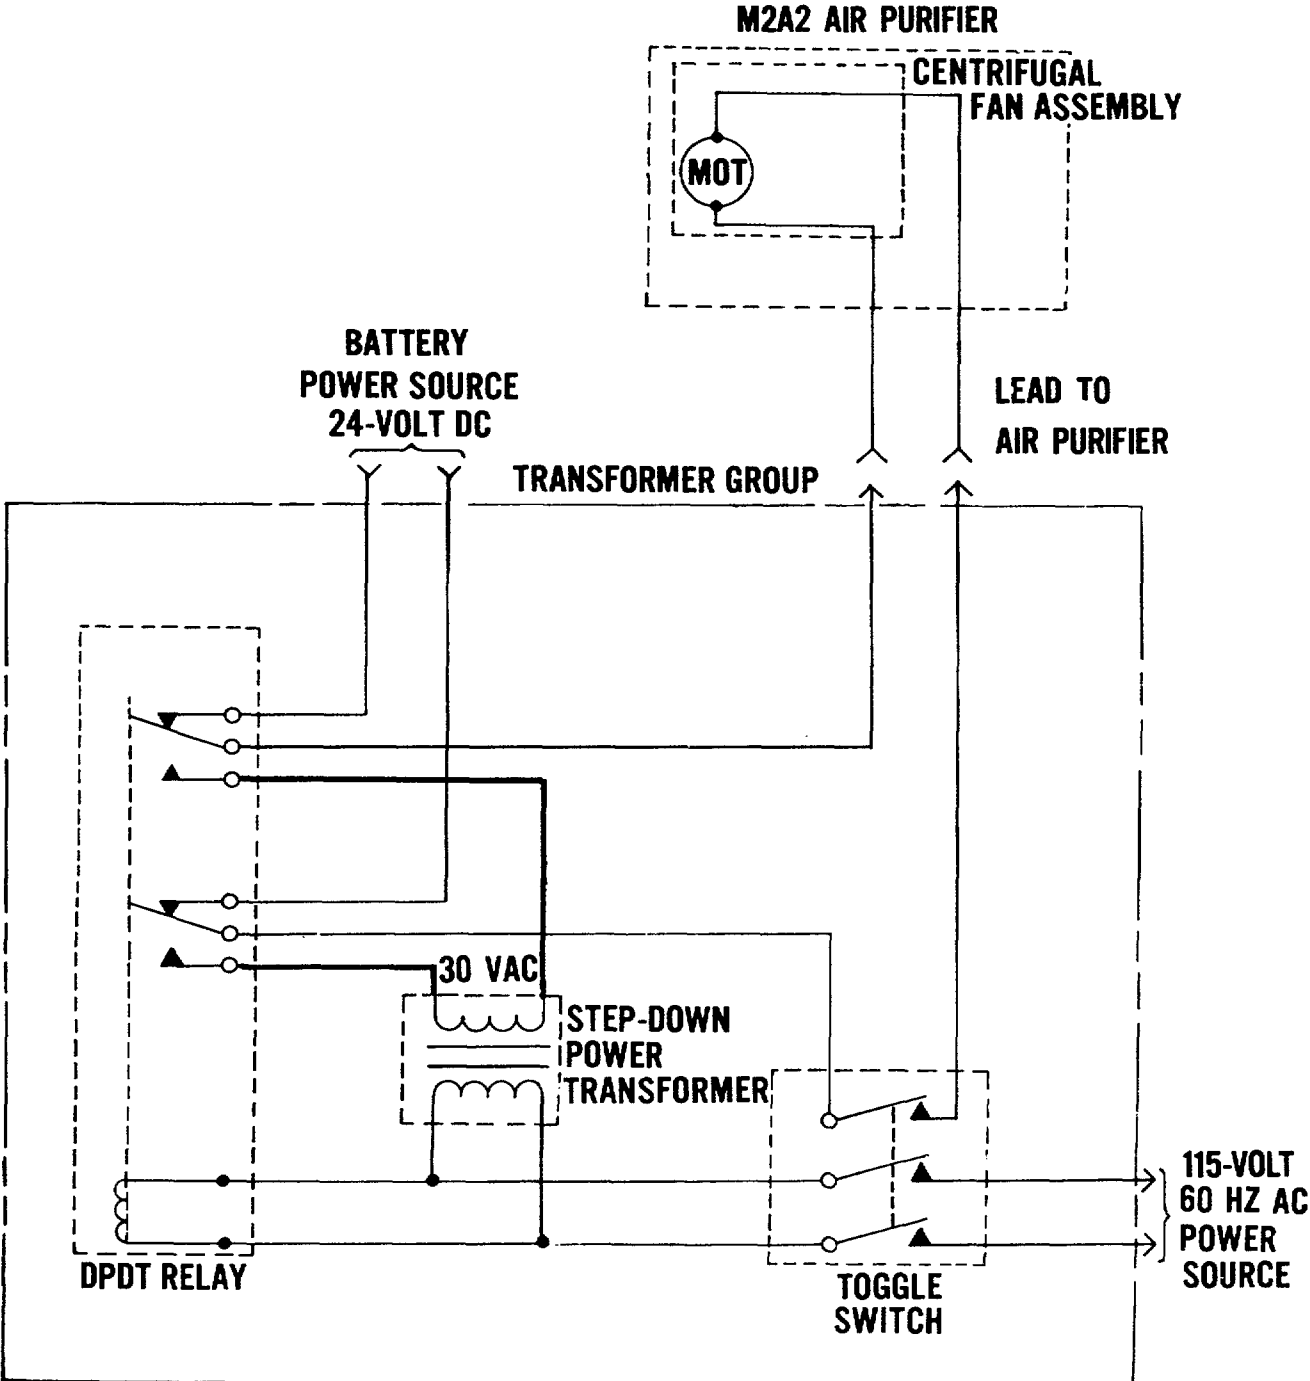 M2A2 AIR PURIFIER
CENTRIFUGAL
FAN ASSEMBLY
MOT
BATTERY
POWER SOURCE
24-VOLT DC
LEAD TO
AIR PURIFIER
TRANSFORMER GROUP
30 VAC
STEP-DOWN
POWER
TRANSFORMER
115-VOLT
60 HZ AC
POWER
SOURCE
DPDT RELAY
TOGGLE
SWITCH